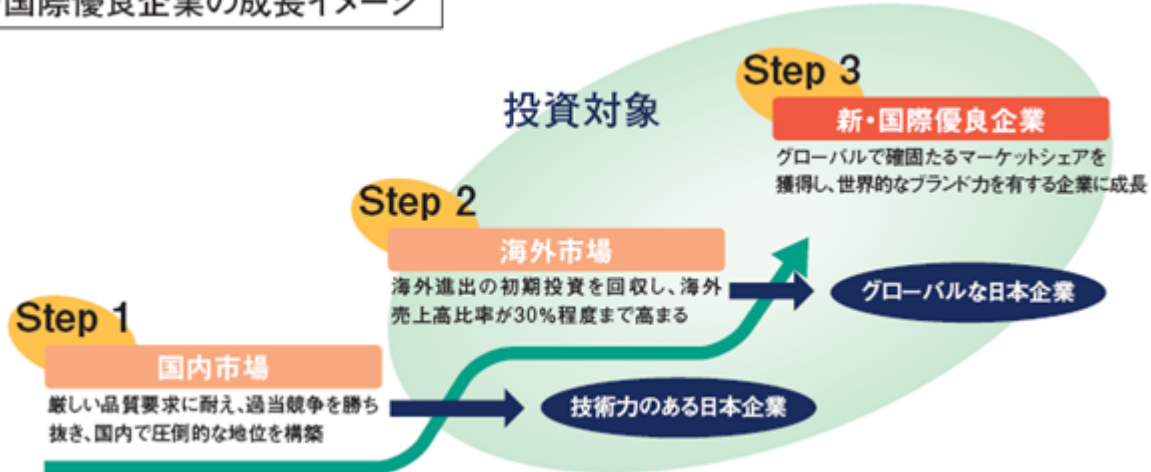 国際優良企業の成長イメージ
投資対象
Step 3
新・国際優良企業
グローバルで確固たるマーケットシェアを
獲得し、世界的なブランド力を有する企業に成長
Step 2
海外市場
海外進出の初期投資を回収し、海外
売上高比率が30%程度まで高まる
グローバルな日本企業
Step 1
国内市場
厳しい品質要求に耐え、過当競争を勝ち
抜き、国内で圧倒的な地位を構築
技術力のある日本企業